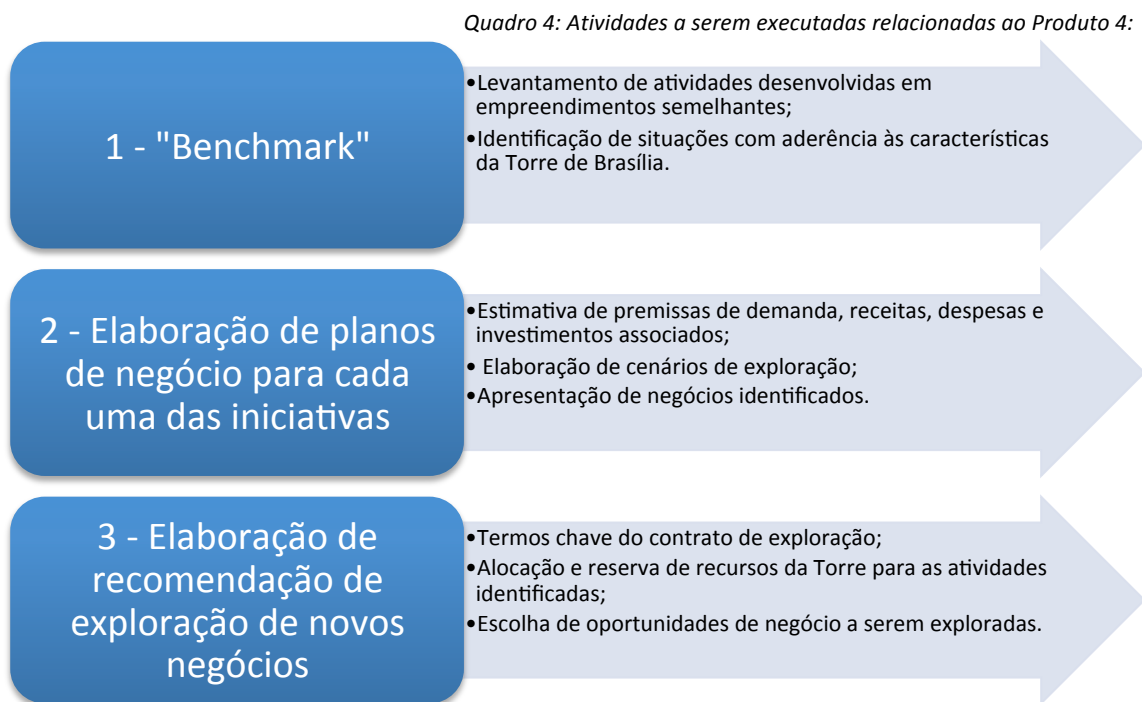 Quadro 4: Atividades a serem executadas relacionadas ao Produto 4:
1 - "Benchmark"
•Levantamento de atividades desenvolvidas em
empreendimentos semelhantes;
•Identificação de situações com aderência às características
da Torre de Brasília.
2 - Elaboração de planos
de negócio para cada
uma das iniciativas
•Estimativa de premissas de demanda, receitas, despesas e
investimentos associados;
• Elaboração de cenários de exploração;
•Apresentação de negócios identificados.
3 - Elaboração de
recomendação de
exploração de novos
negócios
•Termos chave do contrato de exploração;
•Alocação e reserva de recursos da Torre para as atividades
identificadas;
•Escolha de oportunidades de negócio a serem exploradas.